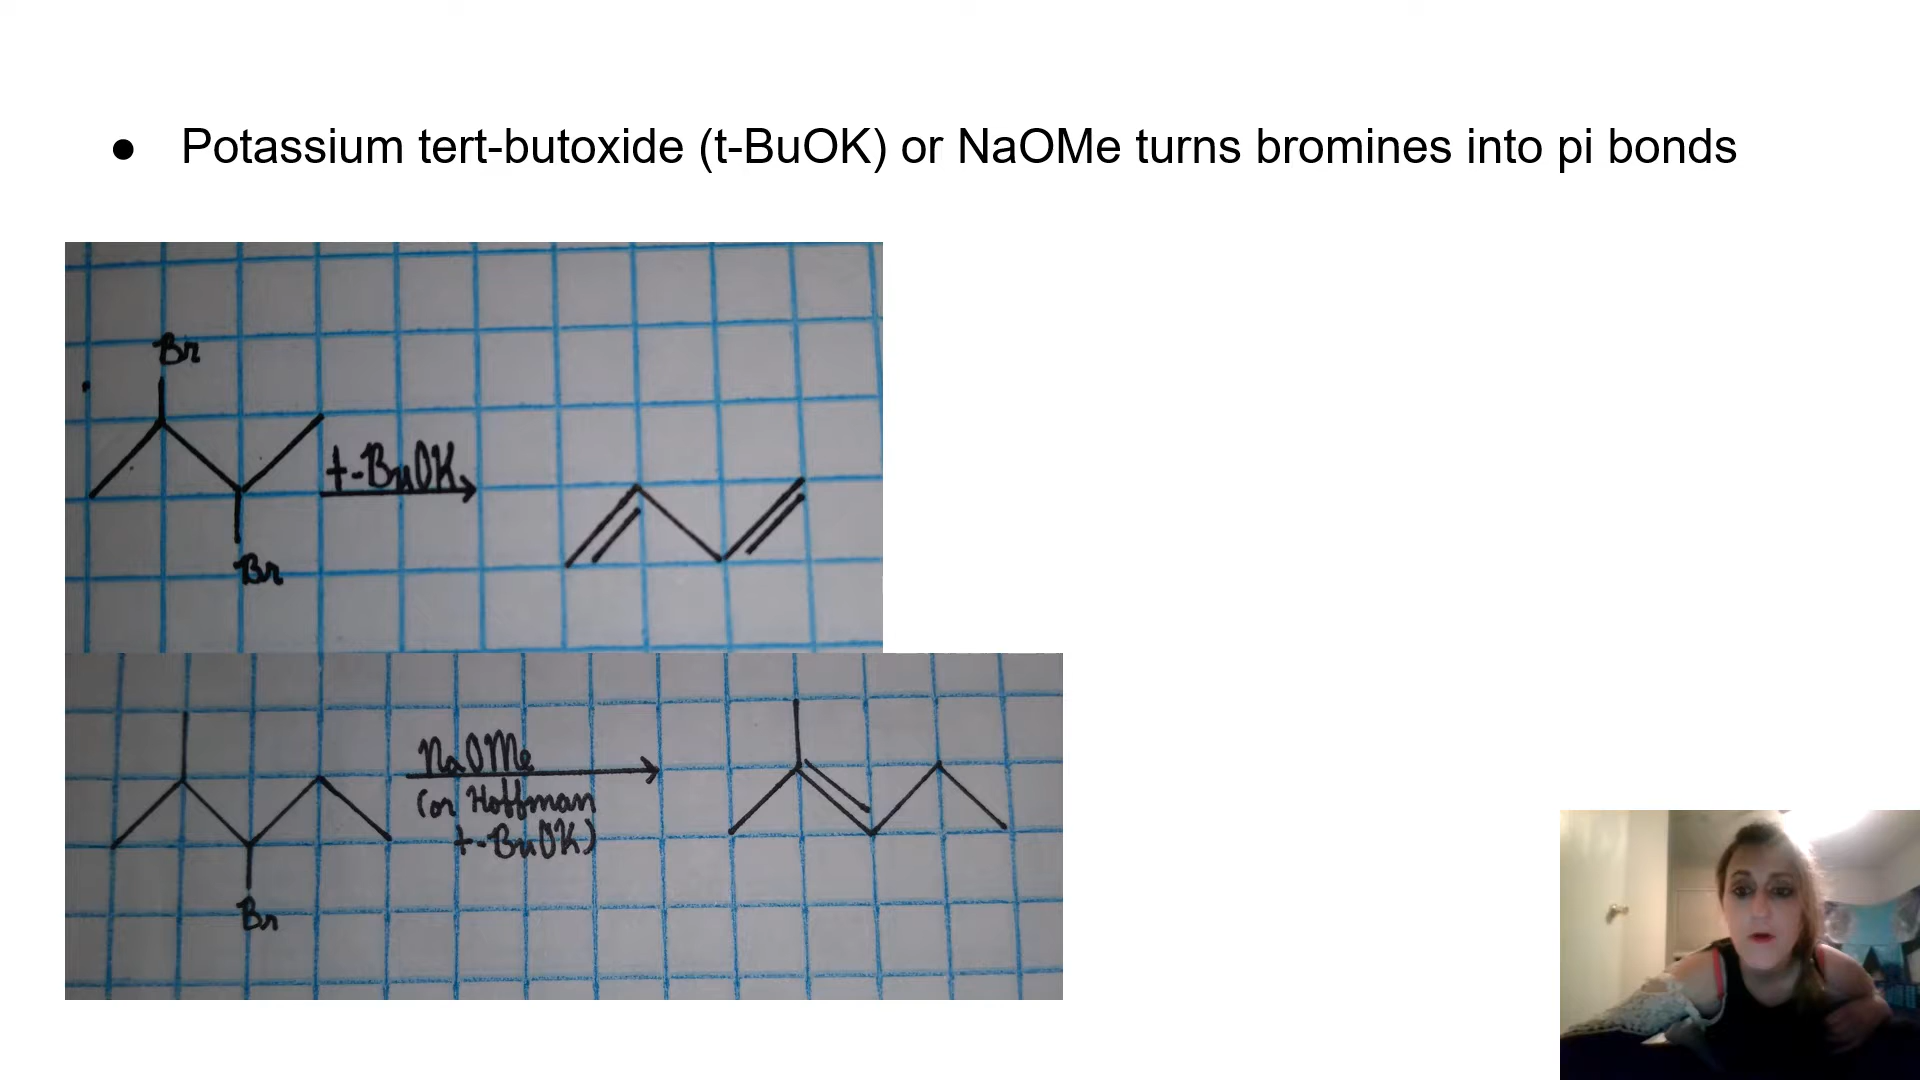 ● Potassium tert-butoxide (t-BuOK) or NaOMe turns bromines into pi bonds
Br
t-BuOK
Br
NaOMe
(or Hoffman
t-BuOK)
Br